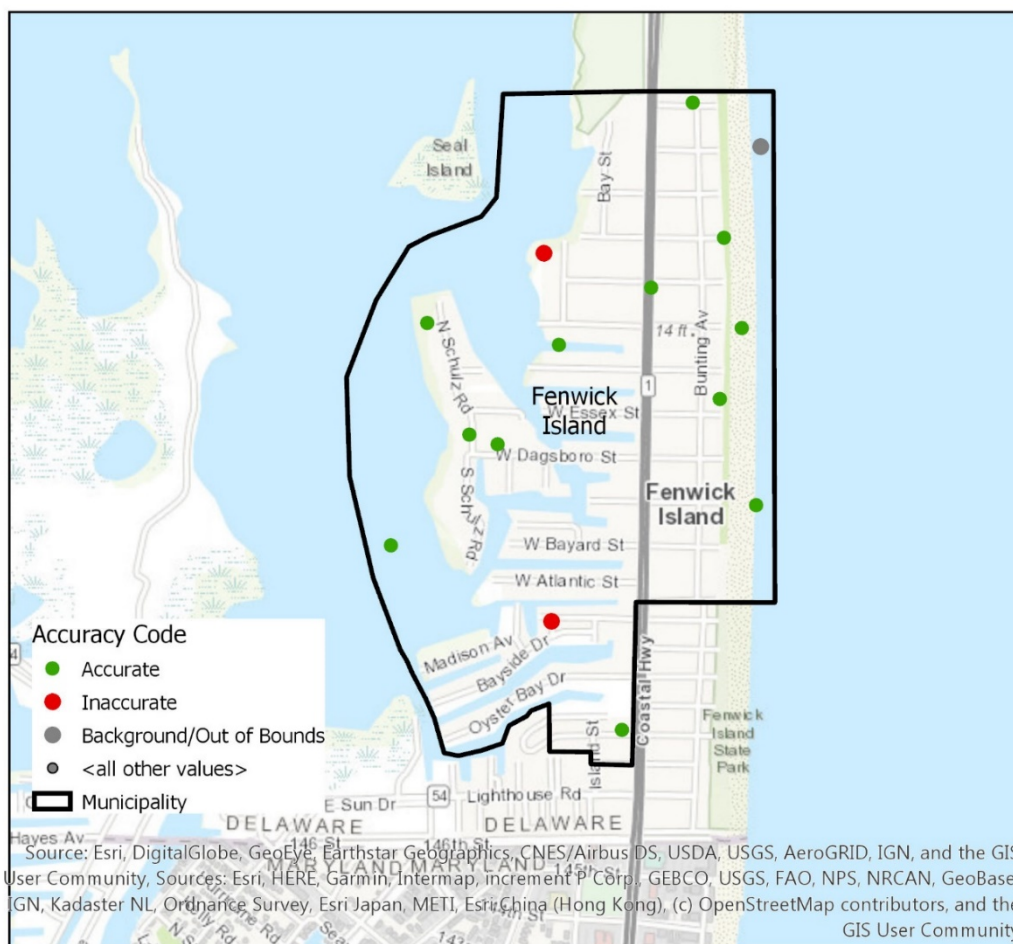 Seal
Island
Bay St
14 ft.
Bunting Av
N Schulz Rd
1
Fenwick
Island
W Essex St
W Dagsboro St
S Schulz Rd
Fenwick
Island
W Bayard St
W Atlantic St
Accuracy Code
Accurate
Inaccurate
Background/Out of Bounds
<all other values>
Municipality
Madison Av
Bayside Dr
Oyster Bay Dr
Coastal Hwy
Island St
Fenwick
Island
State
Park
54
E Sun Dr
Lighthouse Rd
Hayes Av
DELAWARE
DELAWARE
146 St
146th St
MARYLAND
MARYLAND
145th St
Source: Esri, DigitalGlobe, GeoEye, Earthstar Geographics, CNES/Airbus DS, USDA, USGS, AeroGRID, IGN, and the GIS
User Community, Sources: Esri, HERE, Garmin, Intermap, increment P Corp., GEBCO, USGS, FAO, NPS, NRCAN, GeoBase,
IGN, Kadaster NL, Ordnance Survey, Esri Japan, METI, Esri China (Hong Kong), (c) OpenStreetMap contributors, and the
GIS User Community